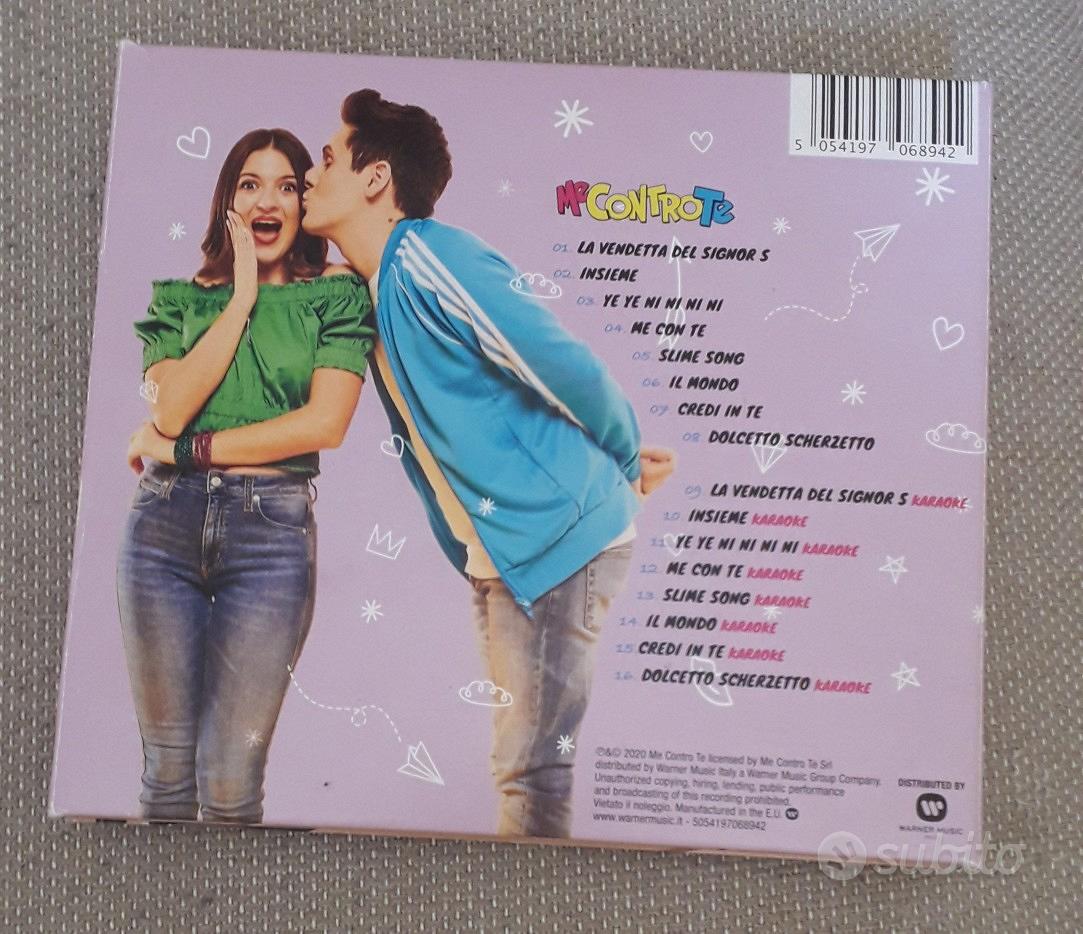 5 054197 068942
Me CONTRO Te
01. LA VENDETTA DEL SIGNOR S
02. INSIEME
03. YE YE NI NI NI NI
04. ME CON TE
05. SLIME SONG
06. IL MONDO
07. CREDI IN TE
08. DOLCETTO SCHERZETTO
09. LA VENDETTA DEL SIGNOR S KARAOKE
10. INSIEME KARAOKE
11. YE YE NI NI NI NI KARAOKE
12. ME CON TE KARAOKE
13. SLIME SONG KARAOKE
14. IL MONDO KARAOKE
15. CREDI IN TE KARAOKE
16. DOLCETTO SCHERZETTO KARAOKE
℗&© 2020 Me Contro Te licensed by Me Contro Te Srl
distributed by Warner Music Italy a Warner Music Group Company.
Unauthorized copying, hiring, lending, public performance
and broadcasting of this recording prohibited.
Vietato il noleggio. Manufactured in the E.U.
www.warnermusic.it - 5054197068942
DISTRIBUTED BY
WARNER MUSIC
subito